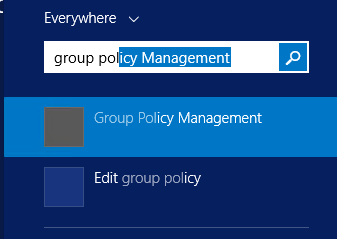 Everywhere
group policy Management
Group Policy Management
Edit group policy